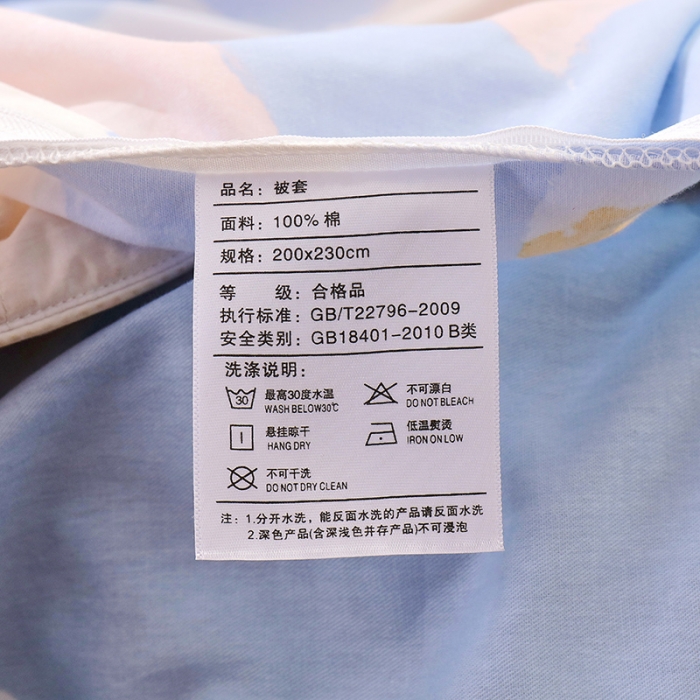 品名：被套
面料：100% 棉
规格：200x230cm
等 级：合格品
执行标准：GB/T22796-2009
安全类别：GB18401-2010 B类
洗涤说明：
30 最高30度水温 不可漂白
WASH BELOW30℃ DO NOT BLEACH
悬挂晾干 低温熨烫
HANG DRY IRON ON LOW
不可干洗
DO NOT DRY CLEAN
注：1.分开水洗，能反面水洗的产品请反面水洗
2.深色产品(含深浅色并存产品)不可浸泡